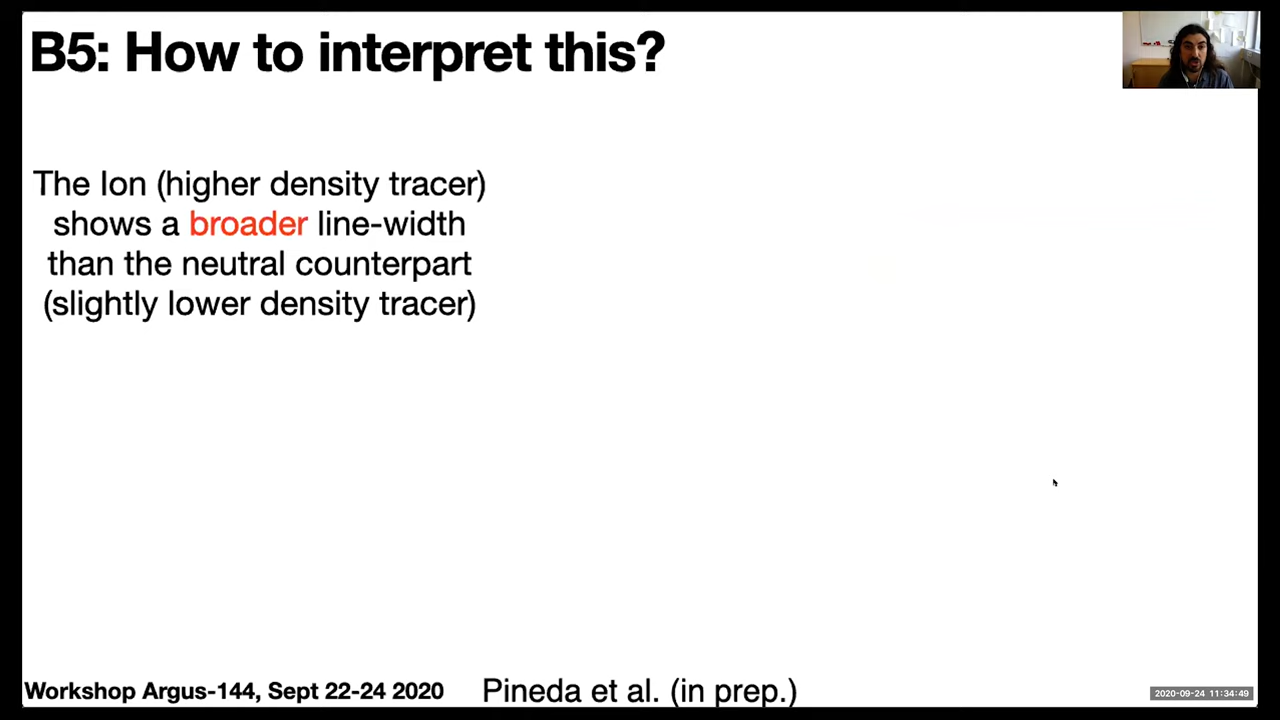 B5: How to interpret this?
The Ion (higher density tracer)
shows a broader line-width
than the neutral counterpart
(slightly lower density tracer)
Workshop Argus-144, Sept 22-24 2020
Pineda et al. (in prep.)
2020-09-24 11:34:49